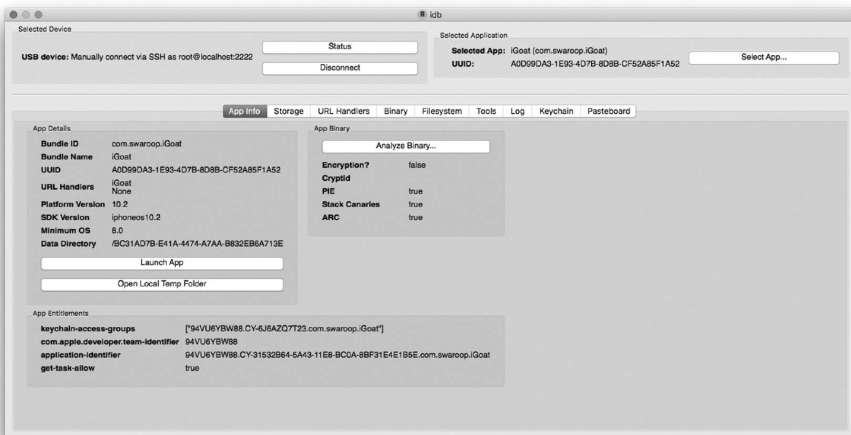 idb
Selected Device
USB device: Manually connect via SSH as root@localhost:2222
Status
Disconnect
Selected Application
Selected App: iGoat (com.swaroop.iGoat)
UUID: A0D99DA3-1E93-4D7B-8D8B-CF52A85F1A52
Select App...
App Info Storage URL Handlers Binary Filesystem Tools Log Keychain Pasteboard
App Details
Bundle ID com.swaroop.iGoat
Bundle Name iGoat
UUID A0D99DA3-1E93-4D7B-8D8B-CF52A85F1A52
URL Handlers iGoat
None
Platform Version 10.2
SDK Version iphoneos10.2
Minimum OS 8.0
Data Directory /BC31AD7B-E41A-4474-A7AA-B832EB6A713E
Launch App
Open Local Temp Folder
App Binary
Analyze Binary...
Encryption? false
Cryptid
PIE true
Stack Canaries true
ARC true
App Entitlements
keychain-access-groups ["94VU6YBW88.CY-6J6AZQ7T23.com.swaroop.iGoat"]
com.apple.developer.team-identifier 94VU6YBW88
application-identifier 94VU6YBW88.CY-31532B64-5A43-11E8-BC0A-8BF31E4E1B5E.com.swaroop.iGoat
get-task-allow true